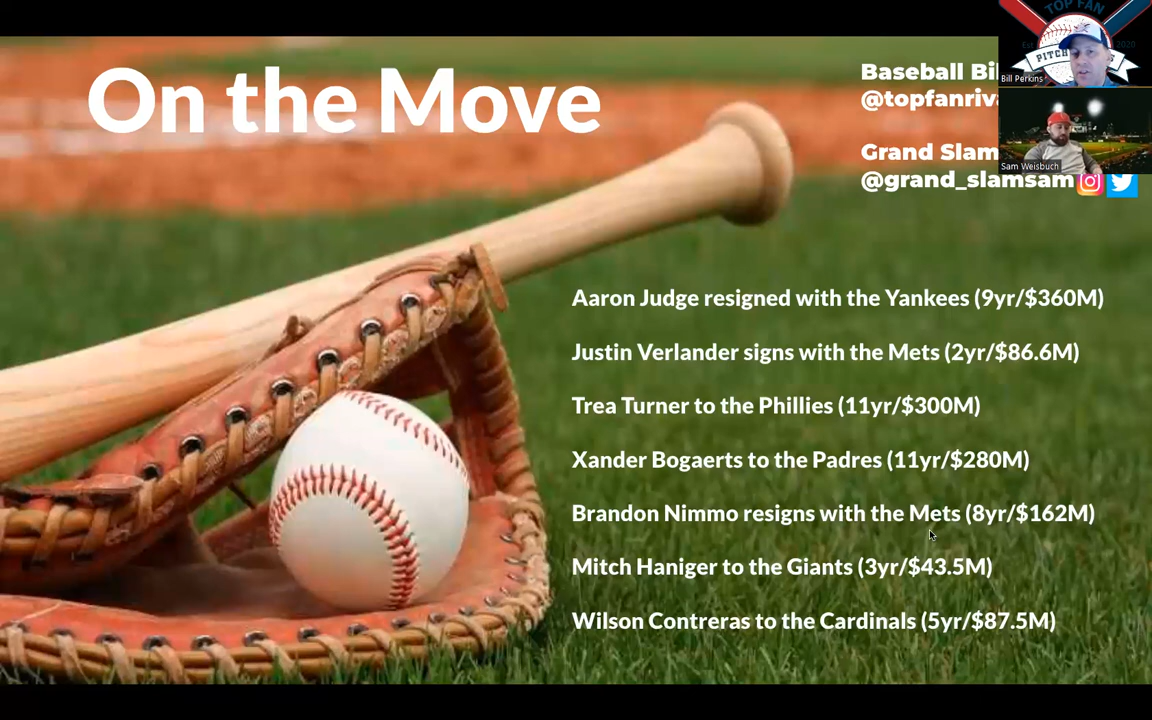 On the Move
TOP FAN
Bill Perkins
Baseball
@topfanriv
Grand Slam
Sam Weisbuch
@grand_slamsam
Aaron Judge resigned with the Yankees (9yr/$360M)
Justin Verlander signs with the Mets (2yr/$86.6M)
Trea Turner to the Phillies (11yr/$300M)
Xander Bogaerts to the Padres (11yr/$280M)
Brandon Nimmo resigns with the Mets (8yr/$162M)
Mitch Haniger to the Giants (3yr/$43.5M)
Wilson Contreras to the Cardinals (5yr/$87.5M)